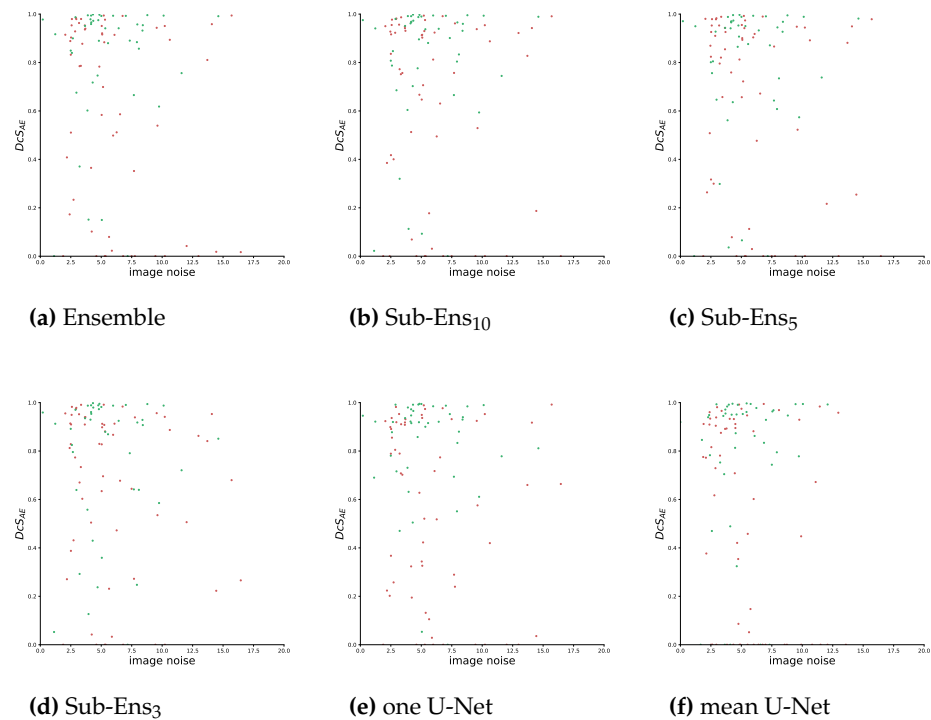 1.0 1.0 1.0
0.8 0.8 0.8
0.6 0.6 0.6
DcS_AE DcS_AE DcS_AE
0.4 0.4 0.4
0.2 0.2 0.2
0.0 0.0 0.0
0.0 2.5 5.0 7.5 10.0 12.5 15.0 17.5 20.0 0.0 2.5 5.0 7.5 10.0 12.5 15.0 17.5 20.0 0.0 2.5 5.0 7.5 10.0 12.5 15.0 17.5 20.0
image noise image noise image noise
(a) Ensemble (b) Sub-Ens₁₀ (c) Sub-Ens₅
1.0 1.0 1.0
0.8 0.8 0.8
0.6 0.6 0.6
DcS_AE DcS_AE DcS_AE
0.4 0.4 0.4
0.2 0.2 0.2
0.0 0.0 0.0
0.0 2.5 5.0 7.5 10.0 12.5 15.0 17.5 20.0 0.0 2.5 5.0 7.5 10.0 12.5 15.0 17.5 20.0 0.0 2.5 5.0 7.5 10.0 12.5 15.0 17.5 20.0
image noise image noise image noise
(d) Sub-Ens₃ (e) one U-Net (f) mean U-Net